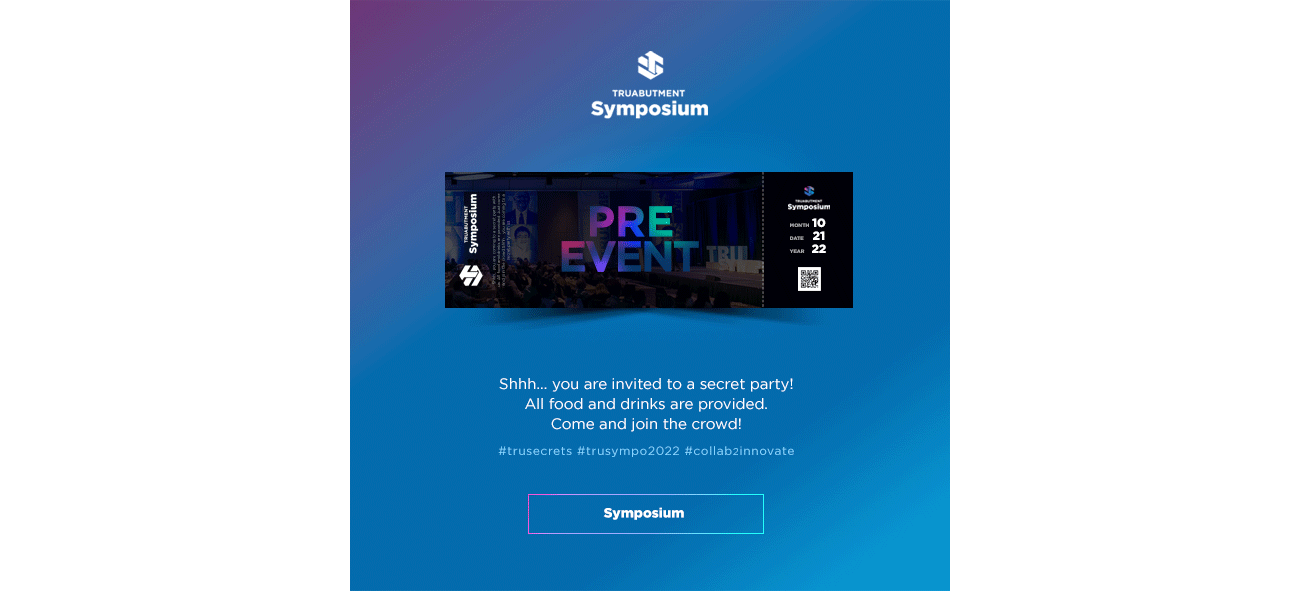 TRUABUTMENT
Symposium
TRUABUTMENT
Symposium
PRE
EVENT
TRU
TRUABUTMENT
Symposium
MONTH 10
DATE 21
YEAR 22
Shhh... you are invited to a secret party!
All food and drinks are provided.
Come and join the crowd!
#trusecrets #trusympo2022 #collab2innovate
Symposium